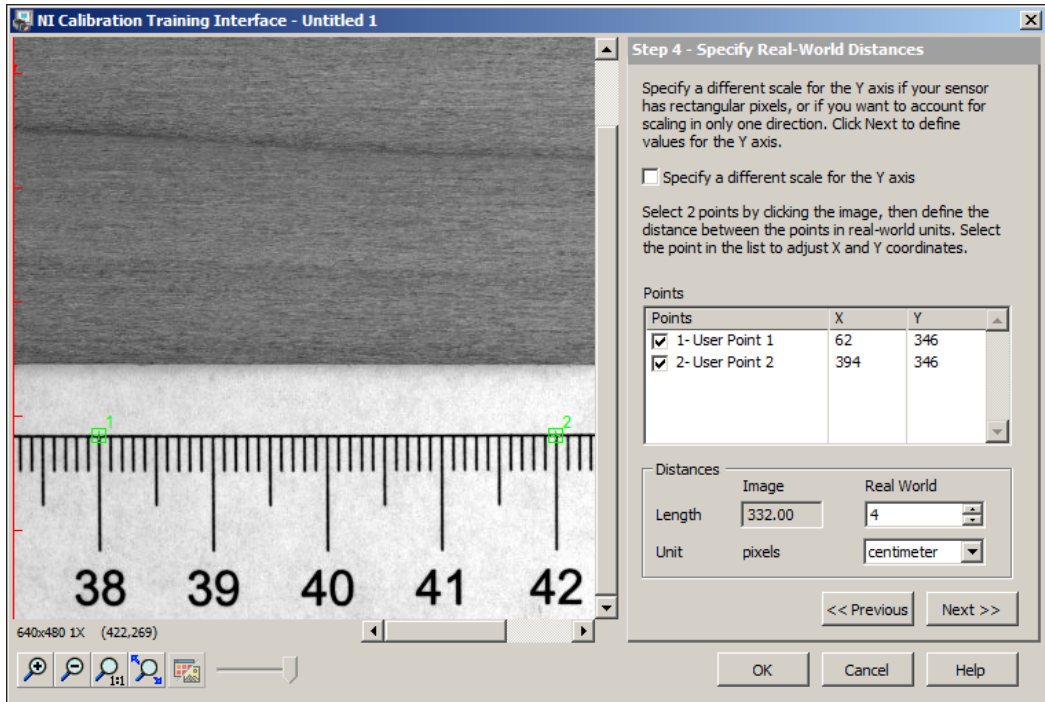 NI Calibration Training Interface - Untitled 1
Step 4 - Specify Real-World Distances
Specify a different scale for the Y axis if your sensor
has rectangular pixels, or if you want to account for
scaling in only one direction. Click Next to define
values for the Y axis.
Specify a different scale for the Y axis
Select 2 points by clicking the image, then define the
distance between the points in real-world units. Select
the point in the list to adjust X and Y coordinates.
Points
Points X Y
1- User Point 1 62 346
2- User Point 2 394 346
1 2
38 39 40 41 42
Distances
Image Real World
Length 332.00 4
Unit pixels centimeter
<< Previous Next >>
640x480 1X (422,269)
1:1
OK Cancel Help